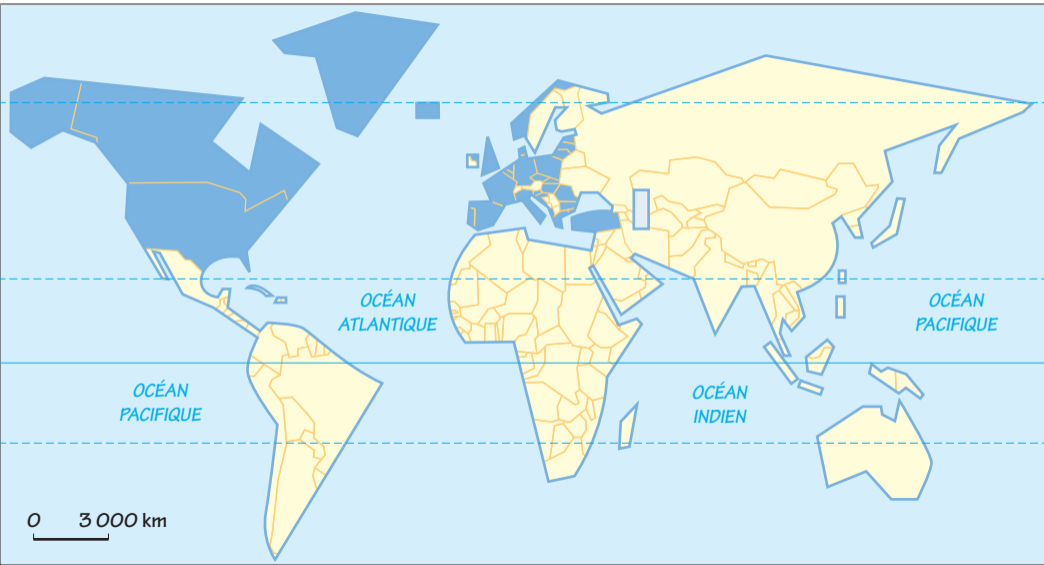 OCÉAN
ATLANTIQUE
OCÉAN
PACIFIQUE
OCÉAN
PACIFIQUE
OCÉAN
INDIEN
0 3 000 km